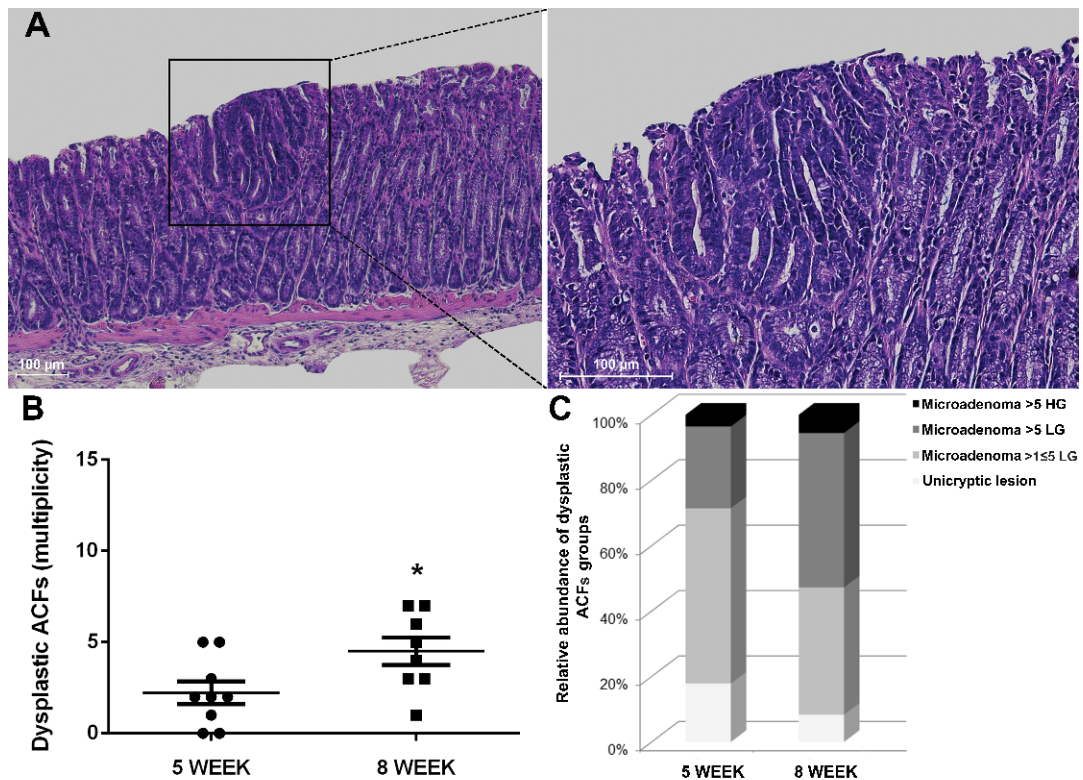 A
100 µm
100 µm
B
Dysplastic ACFs (multiplicity)
15
10
5
0
*
5 WEEK
8 WEEK
C
Relative abundance of dysplastic
ACFs groups
100%
80%
60%
40%
20%
0%
5 WEEK
8 WEEK
Microadenoma >5 HG
Microadenoma >5 LG
Microadenoma >1≤5 LG
Unicryptic lesion